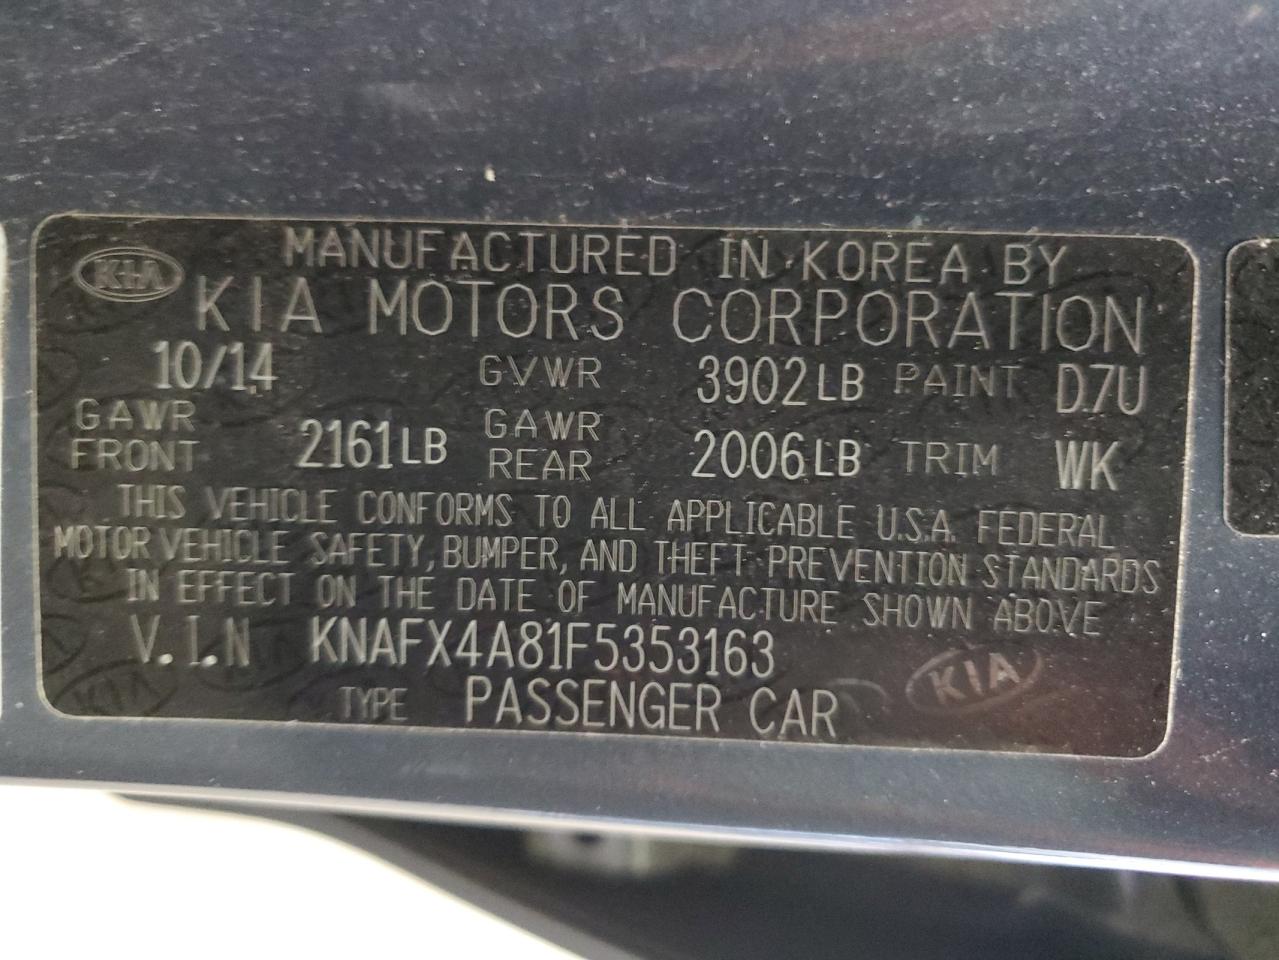 MANUFACTURED IN KOREA BY
KIA KIA MOTORS CORPORATION
10/14 GVWR 3902LB PAINT D7U
GAWR FRONT 2161LB GAWR REAR 2006LB TRIM WK
THIS VEHICLE CONFORMS TO ALL APPLICABLE U.S.A. FEDERAL
MOTOR VEHICLE SAFETY, BUMPER, AND THEFT PREVENTION STANDARDS
IN EFFECT ON THE DATE OF MANUFACTURE SHOWN ABOVE
V.I.N KNAFX4A81F5353163
TYPE PASSENGER CAR
KIA